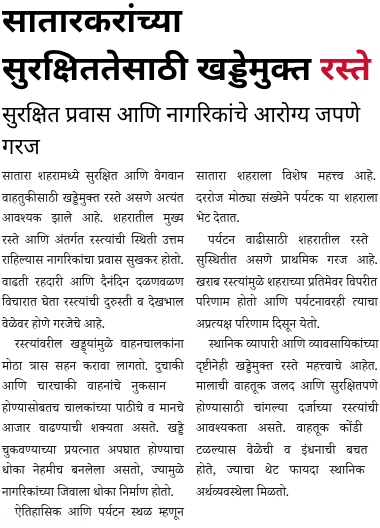 सातारकरांच्या
सुरक्षिततेसाठी खड्डेमुक्त रस्ते
सुरक्षित प्रवास आणि नागरिकांचे आरोग्य जपणे
गरज
सातारा शहरामध्ये सुरक्षित आणि वेगवान
वाहतुकीसाठी खड्डेमुक्त रस्ते असणे अत्यंत
आवश्यक झाले आहे. शहरातील मुख्य
रस्ते आणि अंतर्गत रस्त्यांची स्थिती उत्तम
राहिल्यास नागरिकांचा प्रवास सुखकर होतो.
वाढती रहदारी आणि दैनंदिन दळणवळण
विचारात घेता रस्त्यांची दुरुस्ती व देखभाल
वेळेवर होणे गरजेचे आहे.
रस्त्यांवरील खड्ड्यांमुळे वाहनचालकांना
मोठा त्रास सहन करावा लागतो. दुचाकी
आणि चारचाकी वाहनांचे नुकसान
होण्यासोबतच चालकांच्या पाठीचे व मानचे
आजार वाढण्याची शक्यता असते. खड्डे
चुकवण्याच्या प्रयत्नात अपघात होण्याचा
धोका नेहमीच बनलेला असतो, ज्यामुळे
नागरिकांच्या जिवाला धोका निर्माण होतो.
ऐतिहासिक आणि पर्यटन स्थळ म्हणून
सातारा शहराला विशेष महत्त्व आहे.
दररोज मोठ्या संख्येने पर्यटक या शहराला
भेट देतात.
पर्यटन वाढीसाठी शहरातील रस्ते
सुस्थितीत असणे प्राथमिक गरज आहे.
खराब रस्त्यांमुळे शहराच्या प्रतिमेवर विपरीत
परिणाम होतो आणि पर्यटनावरही त्याचा
अप्रत्यक्ष परिणाम दिसून येतो.
स्थानिक व्यापारी आणि व्यावसायिकांच्या
दृष्टीनेही खड्डेमुक्त रस्ते महत्त्वाचे आहेत.
मालाची वाहतूक जलद आणि सुरक्षितपणे
होण्यासाठी चांगल्या दर्जाच्या रस्त्यांची
आवश्यकता असते. वाहतूक कोंडी
टळल्यास वेळेची व इंधनाची बचत
होते, ज्याचा थेट फायदा स्थानिक
अर्थव्यवस्थेला मिळतो.